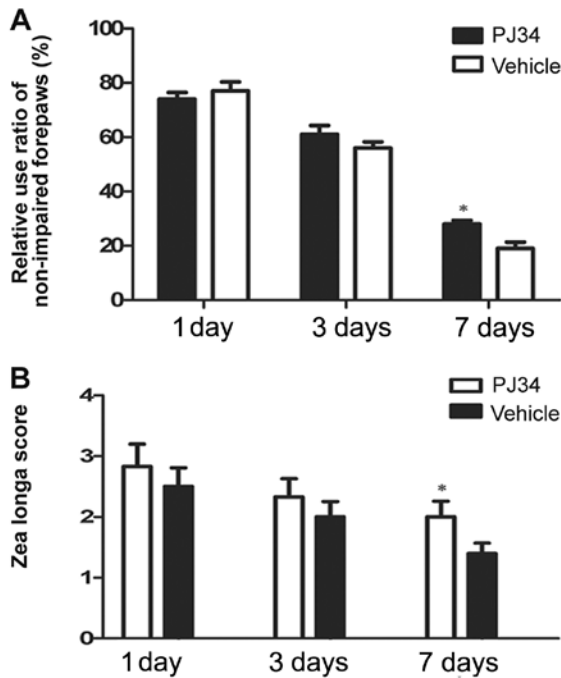 A
Relative use ratio of
non-impaired forepaws (%)
100
80
60
40
20
0
PJ34
Vehicle
*
1 day
3 days
7 days
B
Zea longa score
4
3
2
1
0
PJ34
Vehicle
*
1 day
3 days
7 days